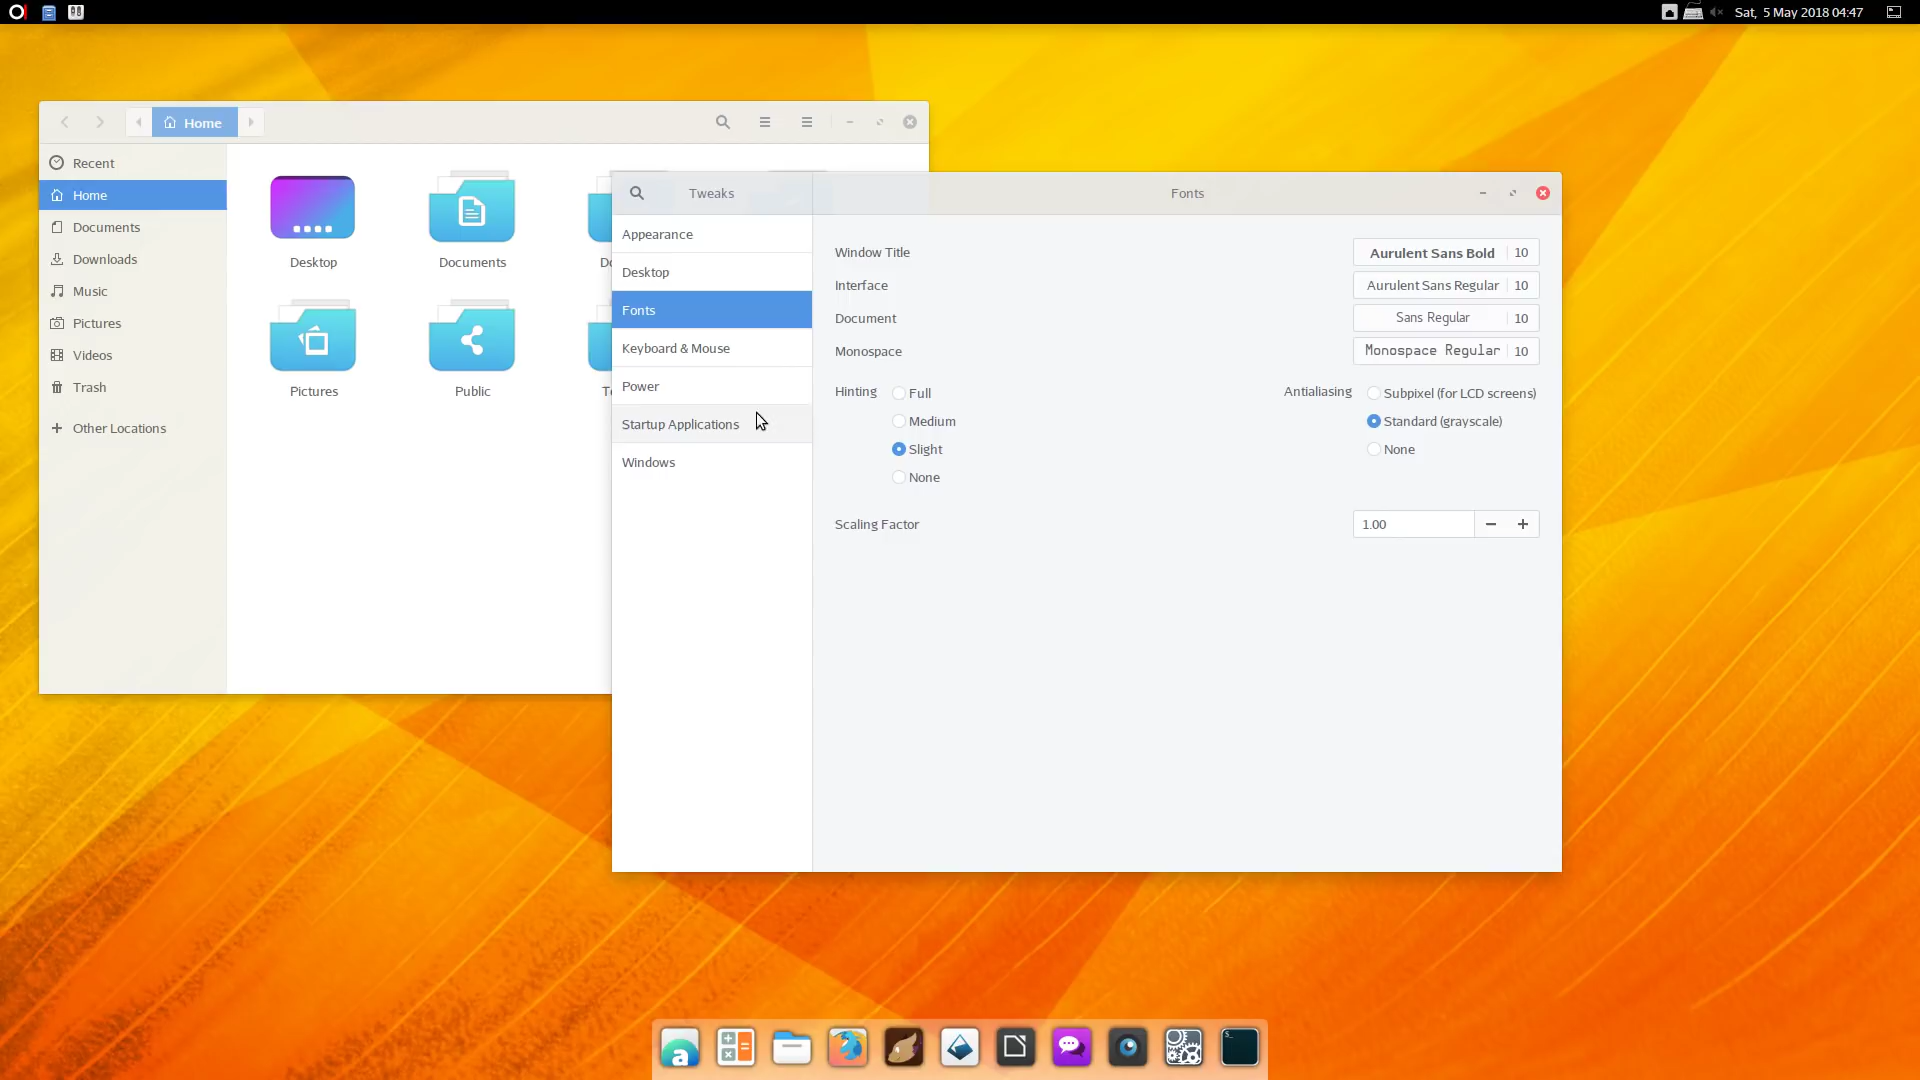 Sat, 5 May 2018 04:47
Home
Recent
Home
Documents
Downloads
Music
Pictures
Videos
Trash
Other Locations
Desktop
Documents
Pictures
Public
Tweaks
Appearance
Desktop
Fonts
Keyboard & Mouse
Power
Startup Applications
Windows
Fonts
Window Title Aurulent Sans Bold 10
Interface Aurulent Sans Regular 10
Document Sans Regular 10
Monospace Monospace Regular 10
Hinting Full Antialiasing Subpixel (for LCD screens)
Medium Standard (grayscale)
Slight None
None
Scaling Factor 1.00